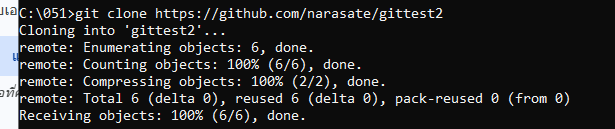 C:\051>git clone https://github.com/narasate/gittest2
Cloning into 'gittest2'...
remote: Enumerating objects: 6, done.
remote: Counting objects: 100% (6/6), done.
remote: Compressing objects: 100% (2/2), done.
remote: Total 6 (delta 0), reused 6 (delta 0), pack-reused 0 (from 0)
Receiving objects: 100% (6/6), done.